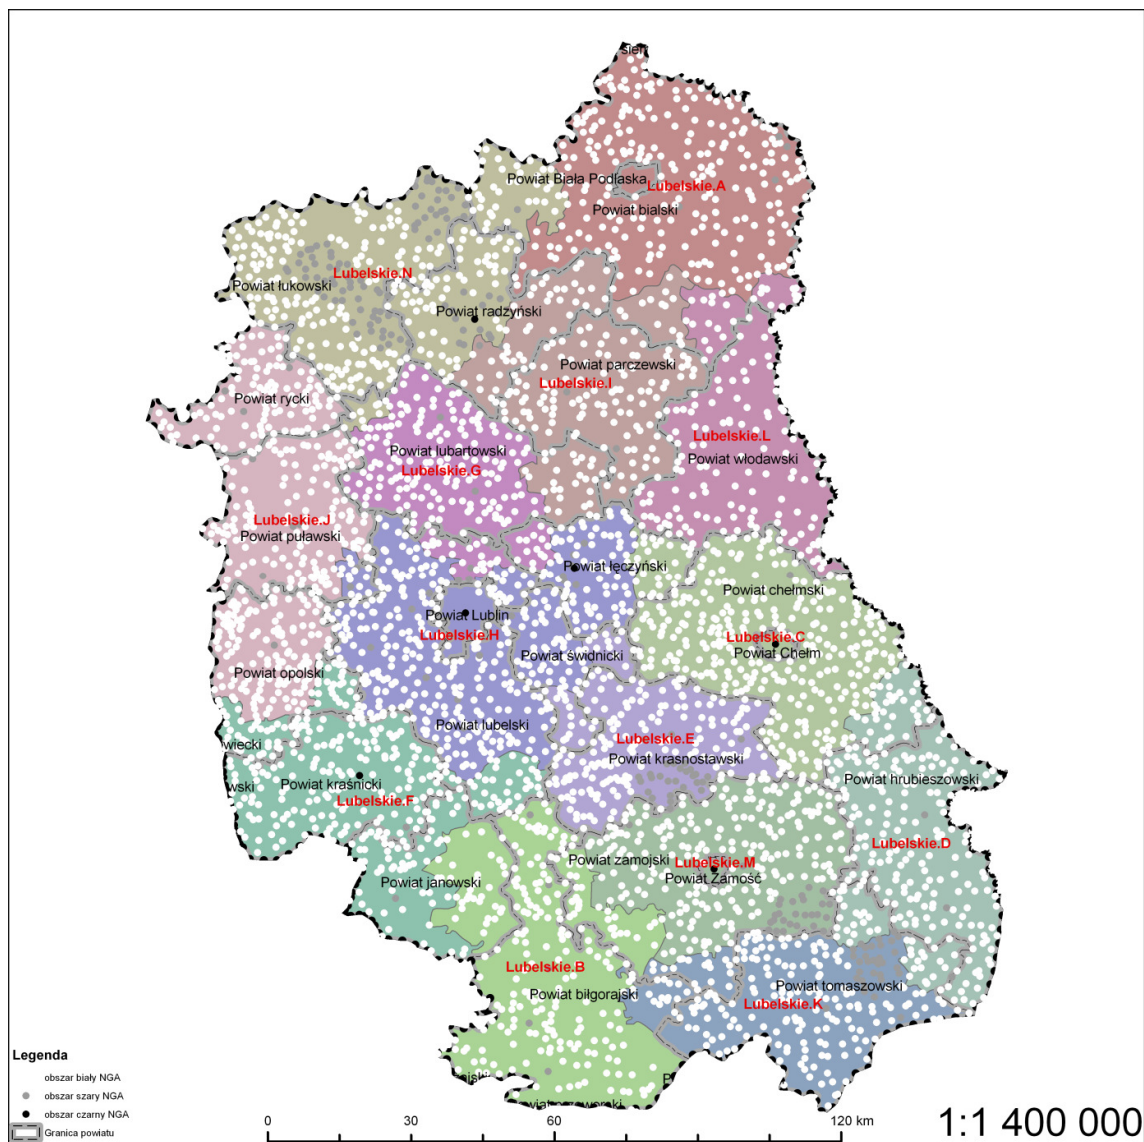 sien
Powiat Biała Podlaska
Lubelskie.A
Powiat bialski
Lubelskie.N
Powiat łukowski
Powiat radzyński
Powiat parczewski
Lubelskie.I
Powiat rycki
Lubelskie.L
Powiat lubartowski
Powiat włodawski
Lubelskie.G
Lubelskie.J
Powiat puławski
Powiat łęczyński
Powiat chełmski
Powiat Lublin
Lubelskie.H
Lubelskie.C
Powiat Chełm
Powiat świdnicki
Powiat opolski
Powiat lubelski
Lubelskie.E
wiecki
Powiat krasnostawski
Powiat hrubieszowski
wski
Powiat kraśnicki
Lubelskie.F
Lubelskie.D
Powiat zamojski
Lubelskie.M
Powiat Zamość
Powiat janowski
Lubelskie.B
Powiat biłgorajski
Powiat tomaszowski
Lubelskie.K
Legenda
obszar biały NGA
obszar szary NGA
obszar czarny NGA
Granica powiatu
0 30 60 120 km
1:1 400 000